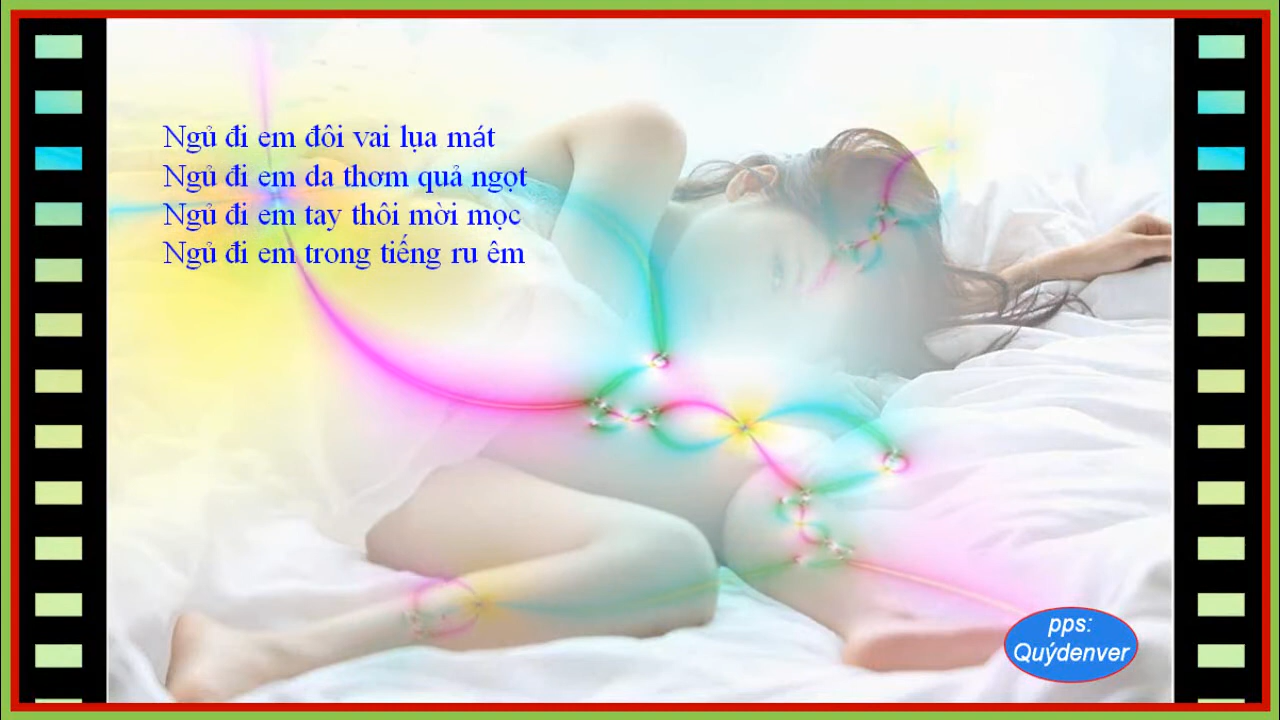 Ngủ đi em đôi vai lụa mát
Ngủ đi em da thơm quả ngọt
Ngủ đi em tay thôi mời mọc
Ngủ đi em trong tiếng ru êm
pps:
Quýdenver